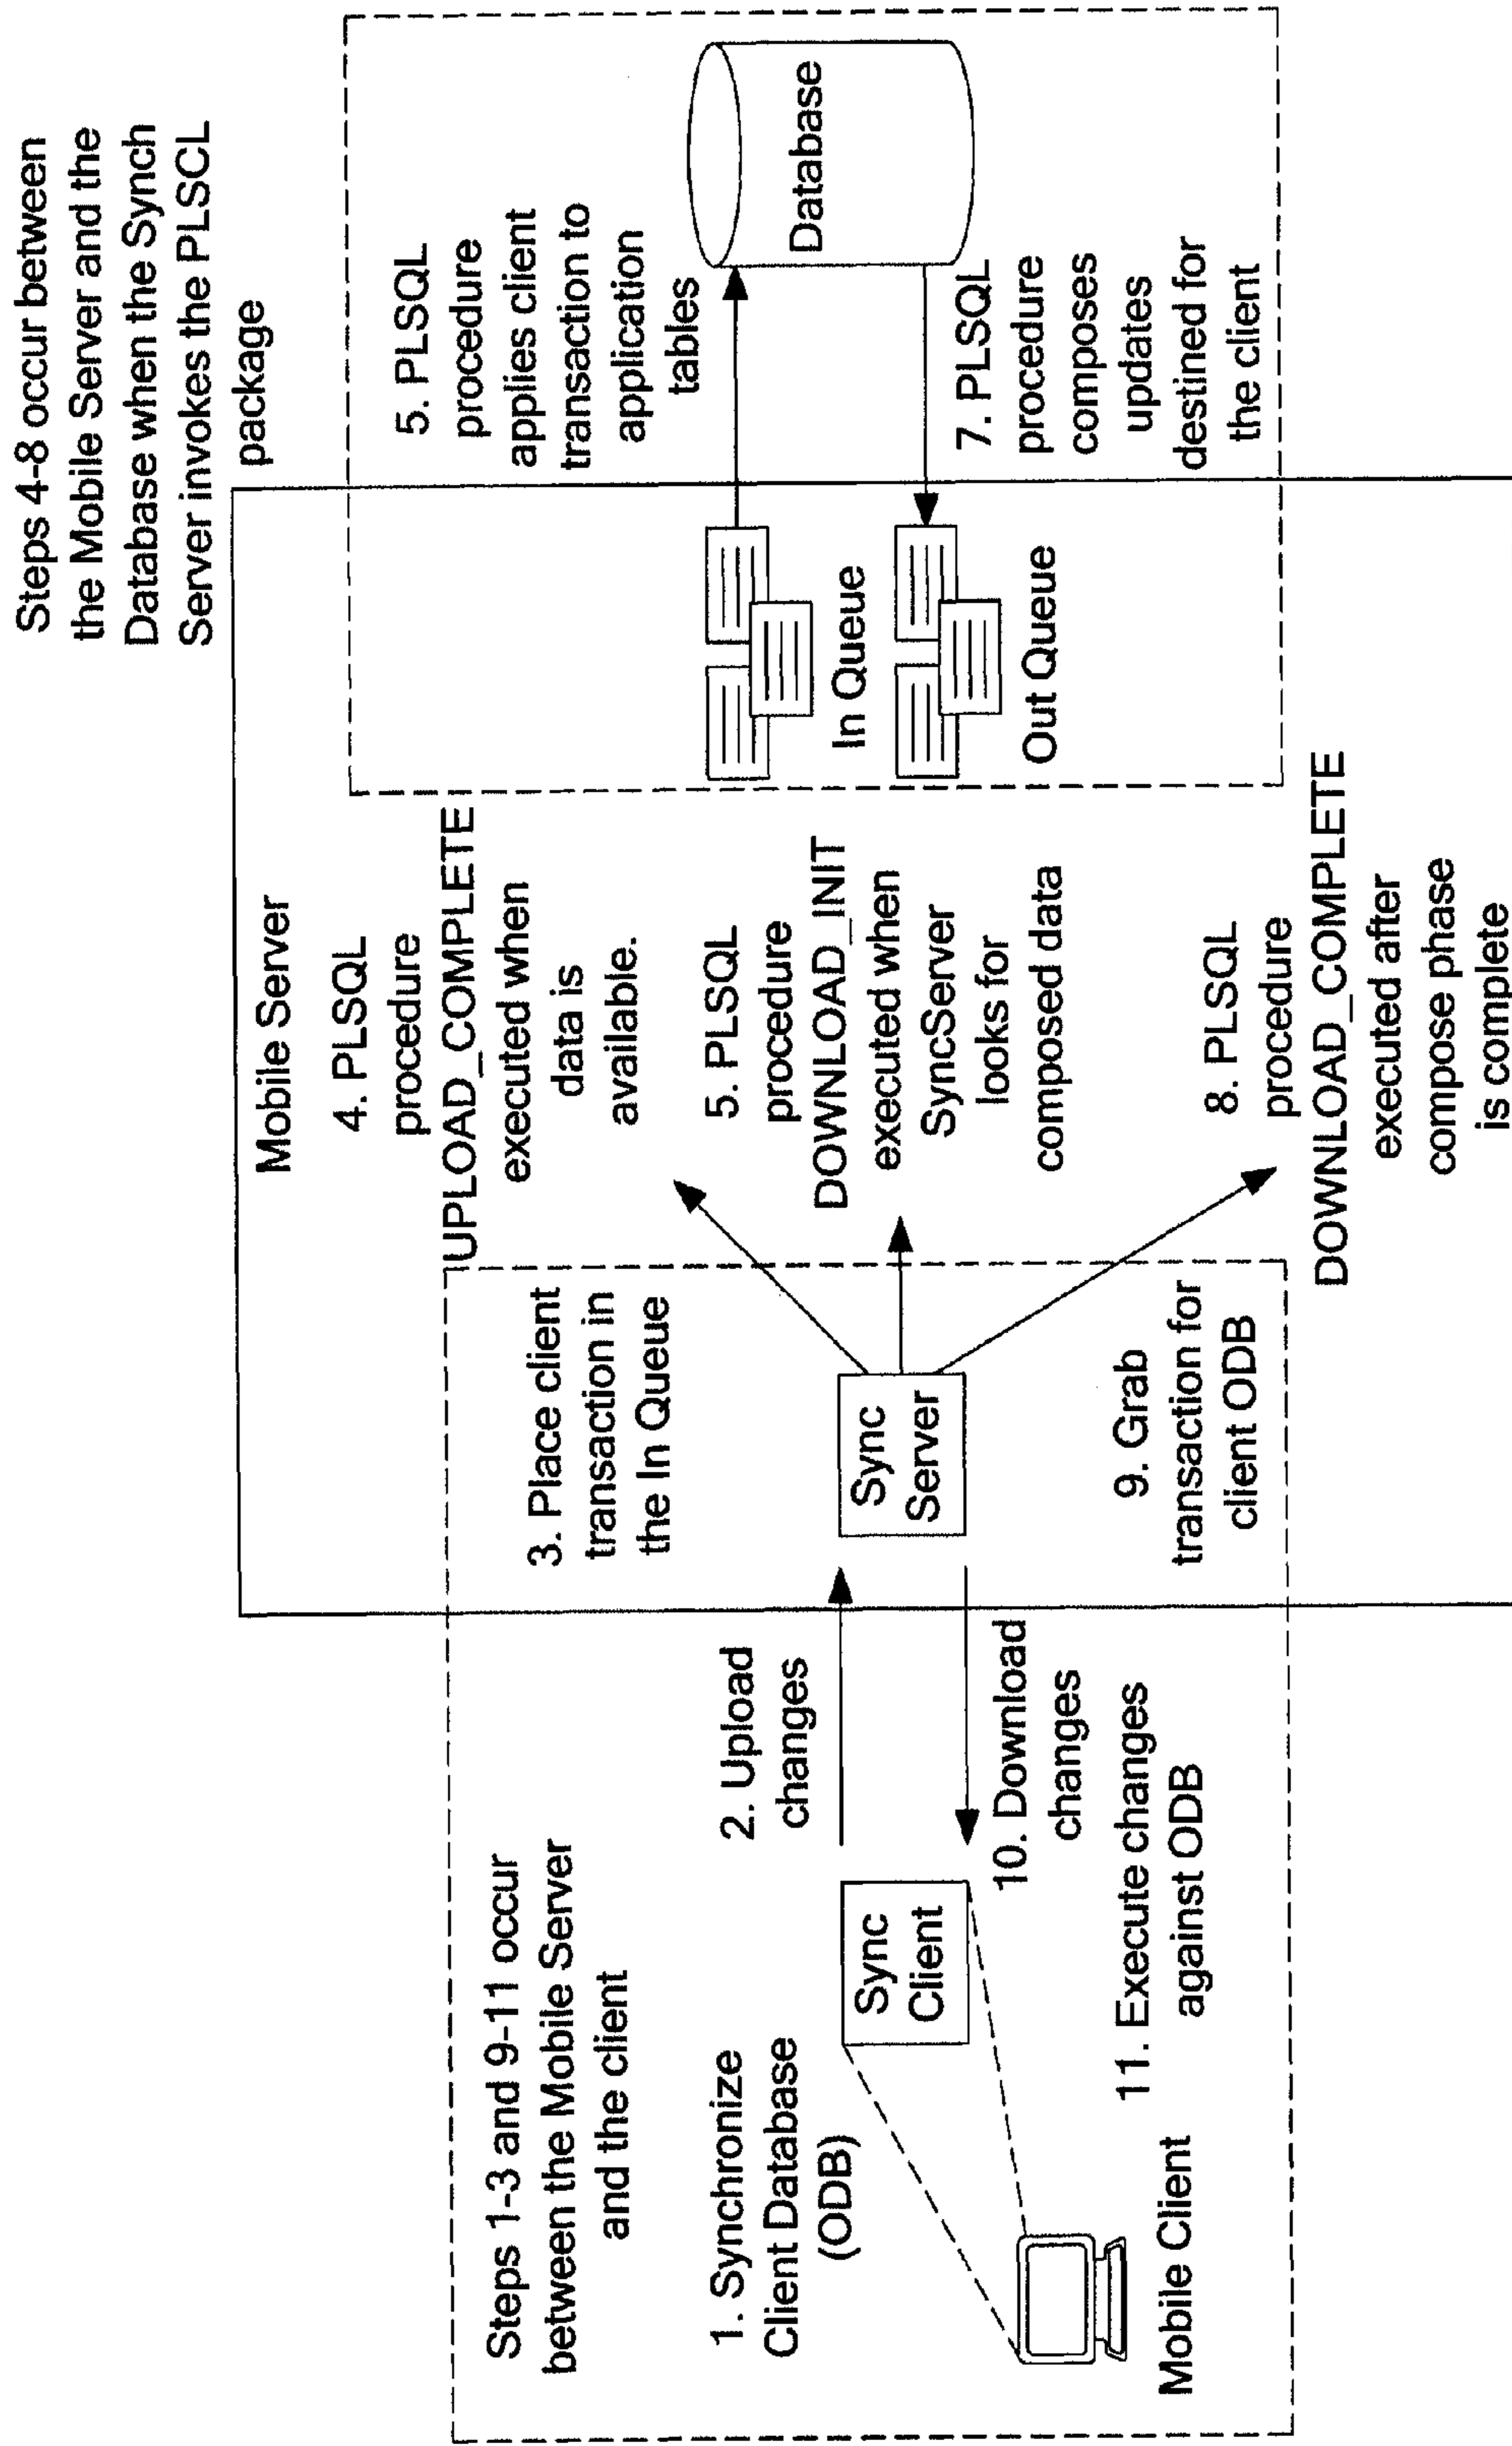 Steps 4-8 occur between
the Mobile Server and the
Database when the Synch
Server invokes the PLSCL
package
Steps 1-3 and 9-11 occur
between the Mobile Server
and the client
1. Synchronize
Client Database
(ODB)
Mobile Client
Sync
Client
2. Upload
changes
10. Download
changes
11. Execute changes
against ODB
Mobile Server
3. Place client
transaction in
the In Queue
Sync
Server
9. Grab
transaction for
client ODB
4. PLSQL
procedure
UPLOAD_COMPLETE
executed when
data is
available.
5. PLSQL
procedure
DOWNLOAD_INIT
executed when
SyncServer
looks for
composed data
8. PLSQL
procedure
DOWNLOAD_COMPLETE
executed after
compose phase
is complete
In Queue
Out Queue
5. PLSQL
procedure
applies client
transaction to
application
tables
Database
7. PLSQL
procedure
composes
updates
destined for
the client